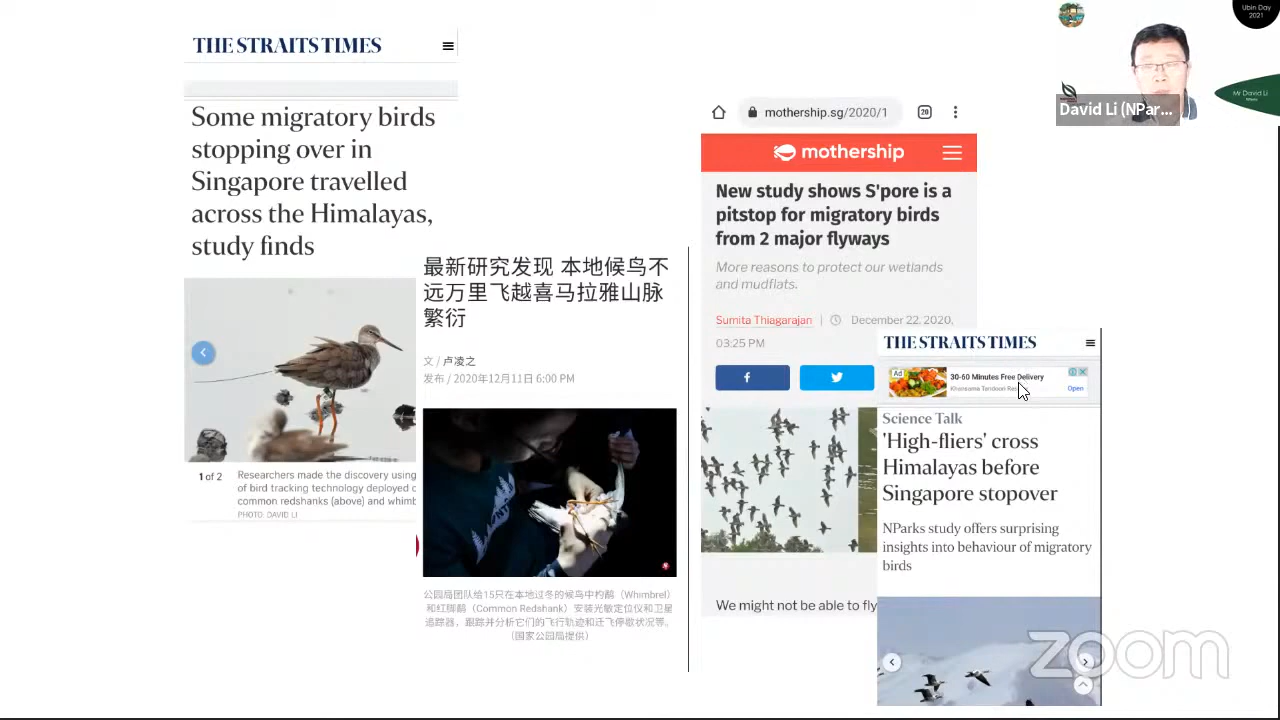 THE STRAITS TIMES
Some migratory birds
stopping over in
Singapore travelled
across the Himalayas,
study finds
1 of 2
Researchers made the discovery using
of bird tracking technology deployed
common redshanks (above) and whimb
PHOTO: DAVID LI
最新研究发现 本地候鸟不
远万里飞越喜马拉雅山脉
繁衍
文 / 卢凌之
发布 / 2020年12月11日 6:00 PM
公园局团队给15只在本地过冬的候鸟中杓鹬 (Whimbrel)
和红脚鹬 (Common Redshank) 安装光敏定位仪和卫星
追踪器，跟踪并分析它们的飞行轨迹和迁飞停歇状况等。
(国家公园局提供)
mothership.sg/2020/1
20
mothership
New study shows S'pore is a
pitstop for migratory birds
from 2 major flyways
More reasons to protect our wetlands
and mudflats.
Sumita Thiagarajan | December 22, 2020,
03:25 PM
We might not be able to fly
THE STRAITS TIMES
Ad
30-60 Minutes Free Delivery
Khansama Tandoori Res
Open
Science Talk
'High-fliers' cross
Himalayas before
Singapore stopover
NParks study offers surprising
insights into behaviour of migratory
birds
zoom
Ubin Day
2021
Mr David Li
David Li (NPar...